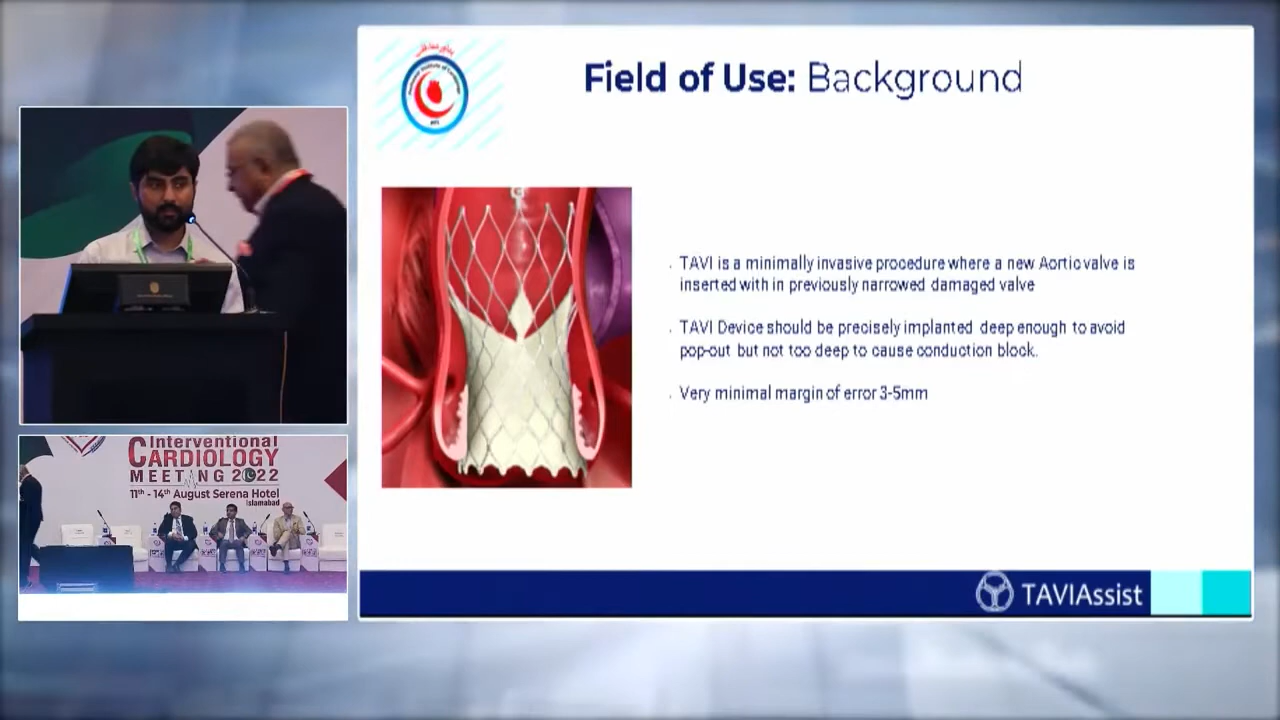 Field of Use: Background
TAVI is a minimally invasive procedure where a new Aortic valve is
inserted with in previously narrowed damaged valve
TAVI Device should be precisely implanted deep enough to avoid
pop-out but not too deep to cause conduction block.
Very minimal margin of error 3-5mm
TAVIAssist
Interventional
CARDIOLOGY
MEETING 2022
11th - 14th August Serena Hotel
Islamabad